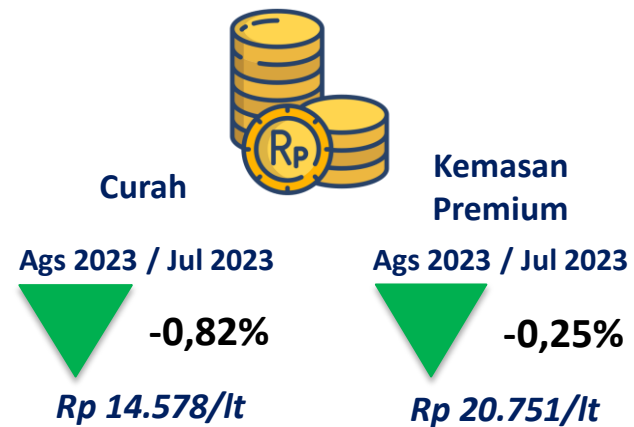 Rp
Curah
Ags 2023 / Jul 2023
-0,82%
Rp 14.578/lt
Kemasan
Premium
Ags 2023 / Jul 2023
-0,25%
Rp 20.751/lt